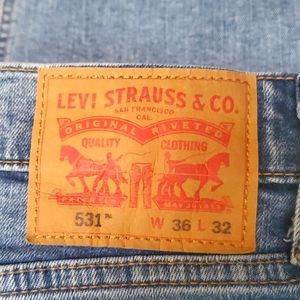 LEVI STRAUSS & CO.
SAN FRANCISCO
CAL.
ORIGINAL RIVETED
QUALITY CLOTHING
531™ W 36 L 32